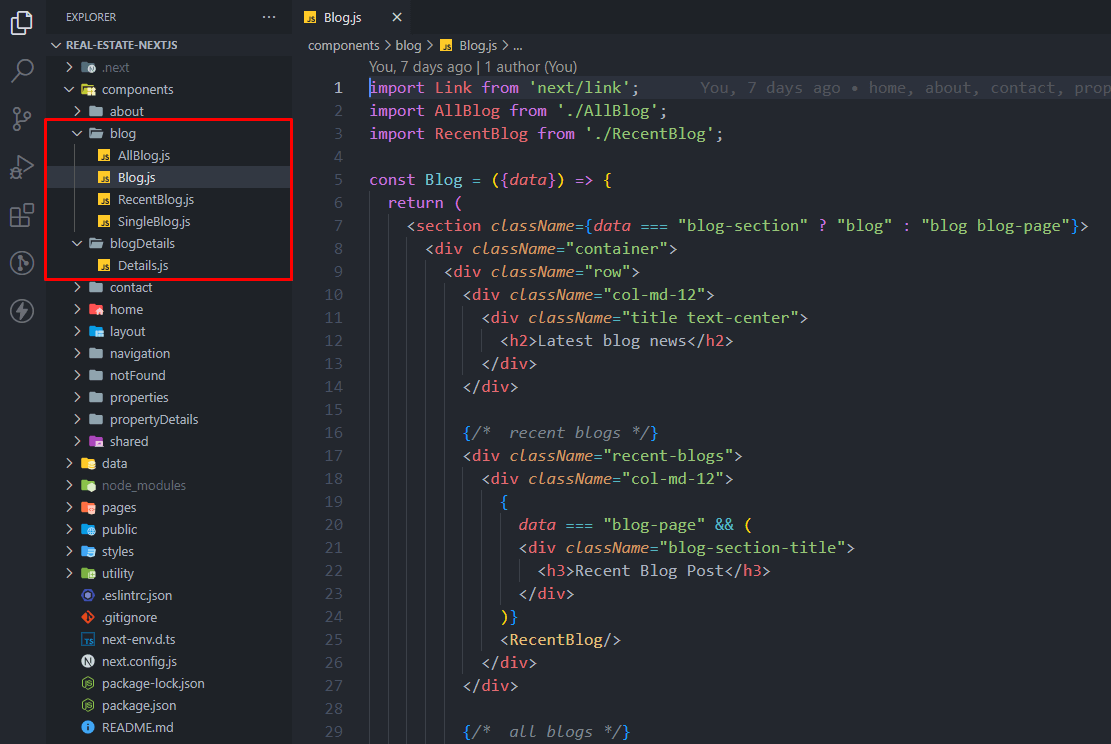 EXPLORER
REAL-ESTATE-NEXTJS
.next
components
about
blog
AllBlog.js
Blog.js
RecentBlog.js
SingleBlog.js
blogDetails
Details.js
contact
home
layout
navigation
notFound
properties
propertyDetails
shared
data
node_modules
pages
public
styles
utility
.eslintrc.json
.gitignore
next-env.d.ts
next.config.js
package-lock.json
package.json
README.md
JS Blog.js
components > blog > JS Blog.js > ...
You, 7 days ago | 1 author (You)
1 import Link from 'next/link'; You, 7 days ago • home, about, contact, prop
2 import AllBlog from './AllBlog';
3 import RecentBlog from './RecentBlog';
4
5 const Blog = ({data}) => {
6 return (
7 <section className={data === "blog-section" ? "blog" : "blog blog-page"}>
8 <div className="container">
9 <div className="row">
10 <div className="col-md-12">
11 <div className="title text-center">
12 <h2>Latest blog news</h2>
13 </div>
14 </div>
15
16 {/*  recent blogs */}
17 <div className="recent-blogs">
18 <div className="col-md-12">
19 {
20 data === "blog-page" && (
21 <div className="blog-section-title">
22 <h3>Recent Blog Post</h3>
23 </div>
24 )}
25 <RecentBlog/>
26 </div>
27 </div>
28
29 {/*  all blogs */}